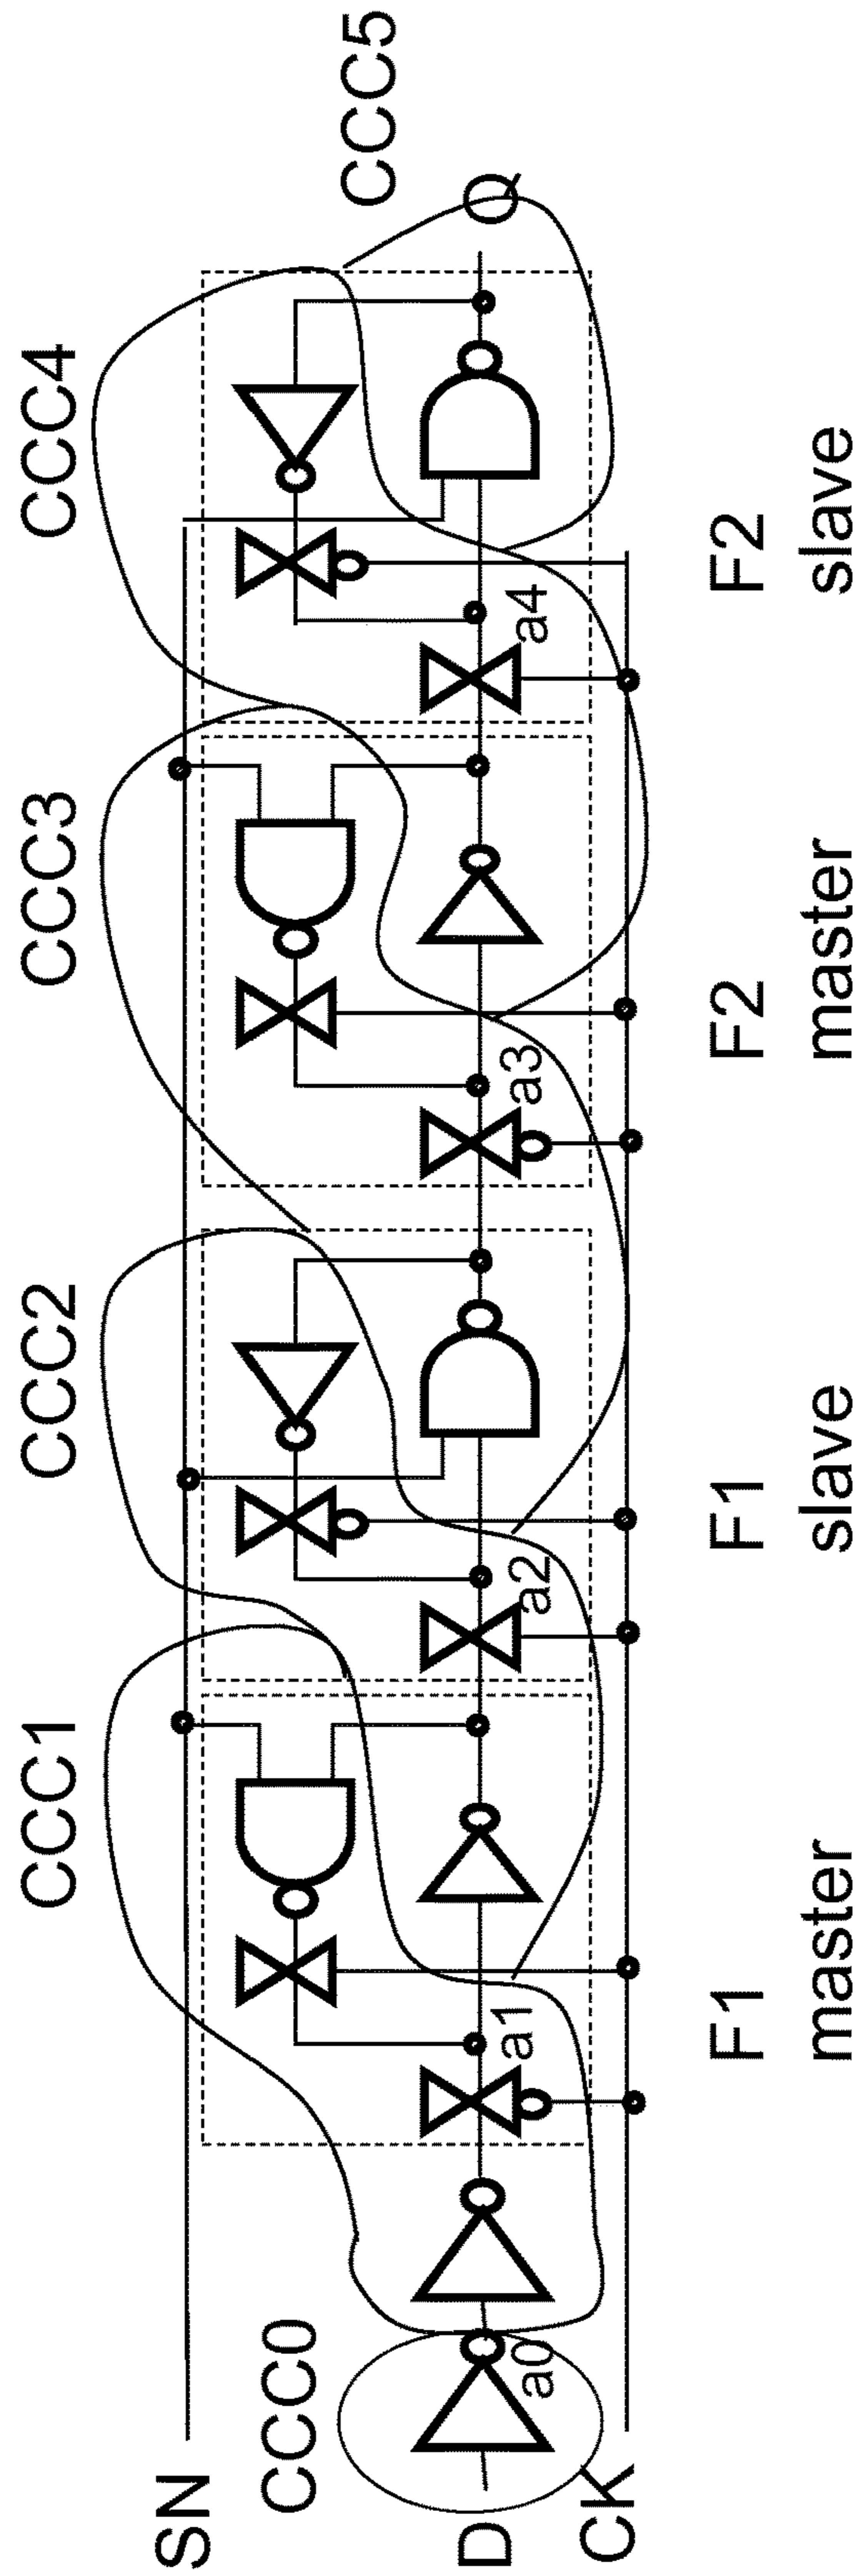 CCC0
CCC1
CCC2
CCC3
CCC4
CCC5
SN
D
CK
Q
a0
a1
a2
a3
a4
F1
master
F1
slave
F2
master
F2
slave